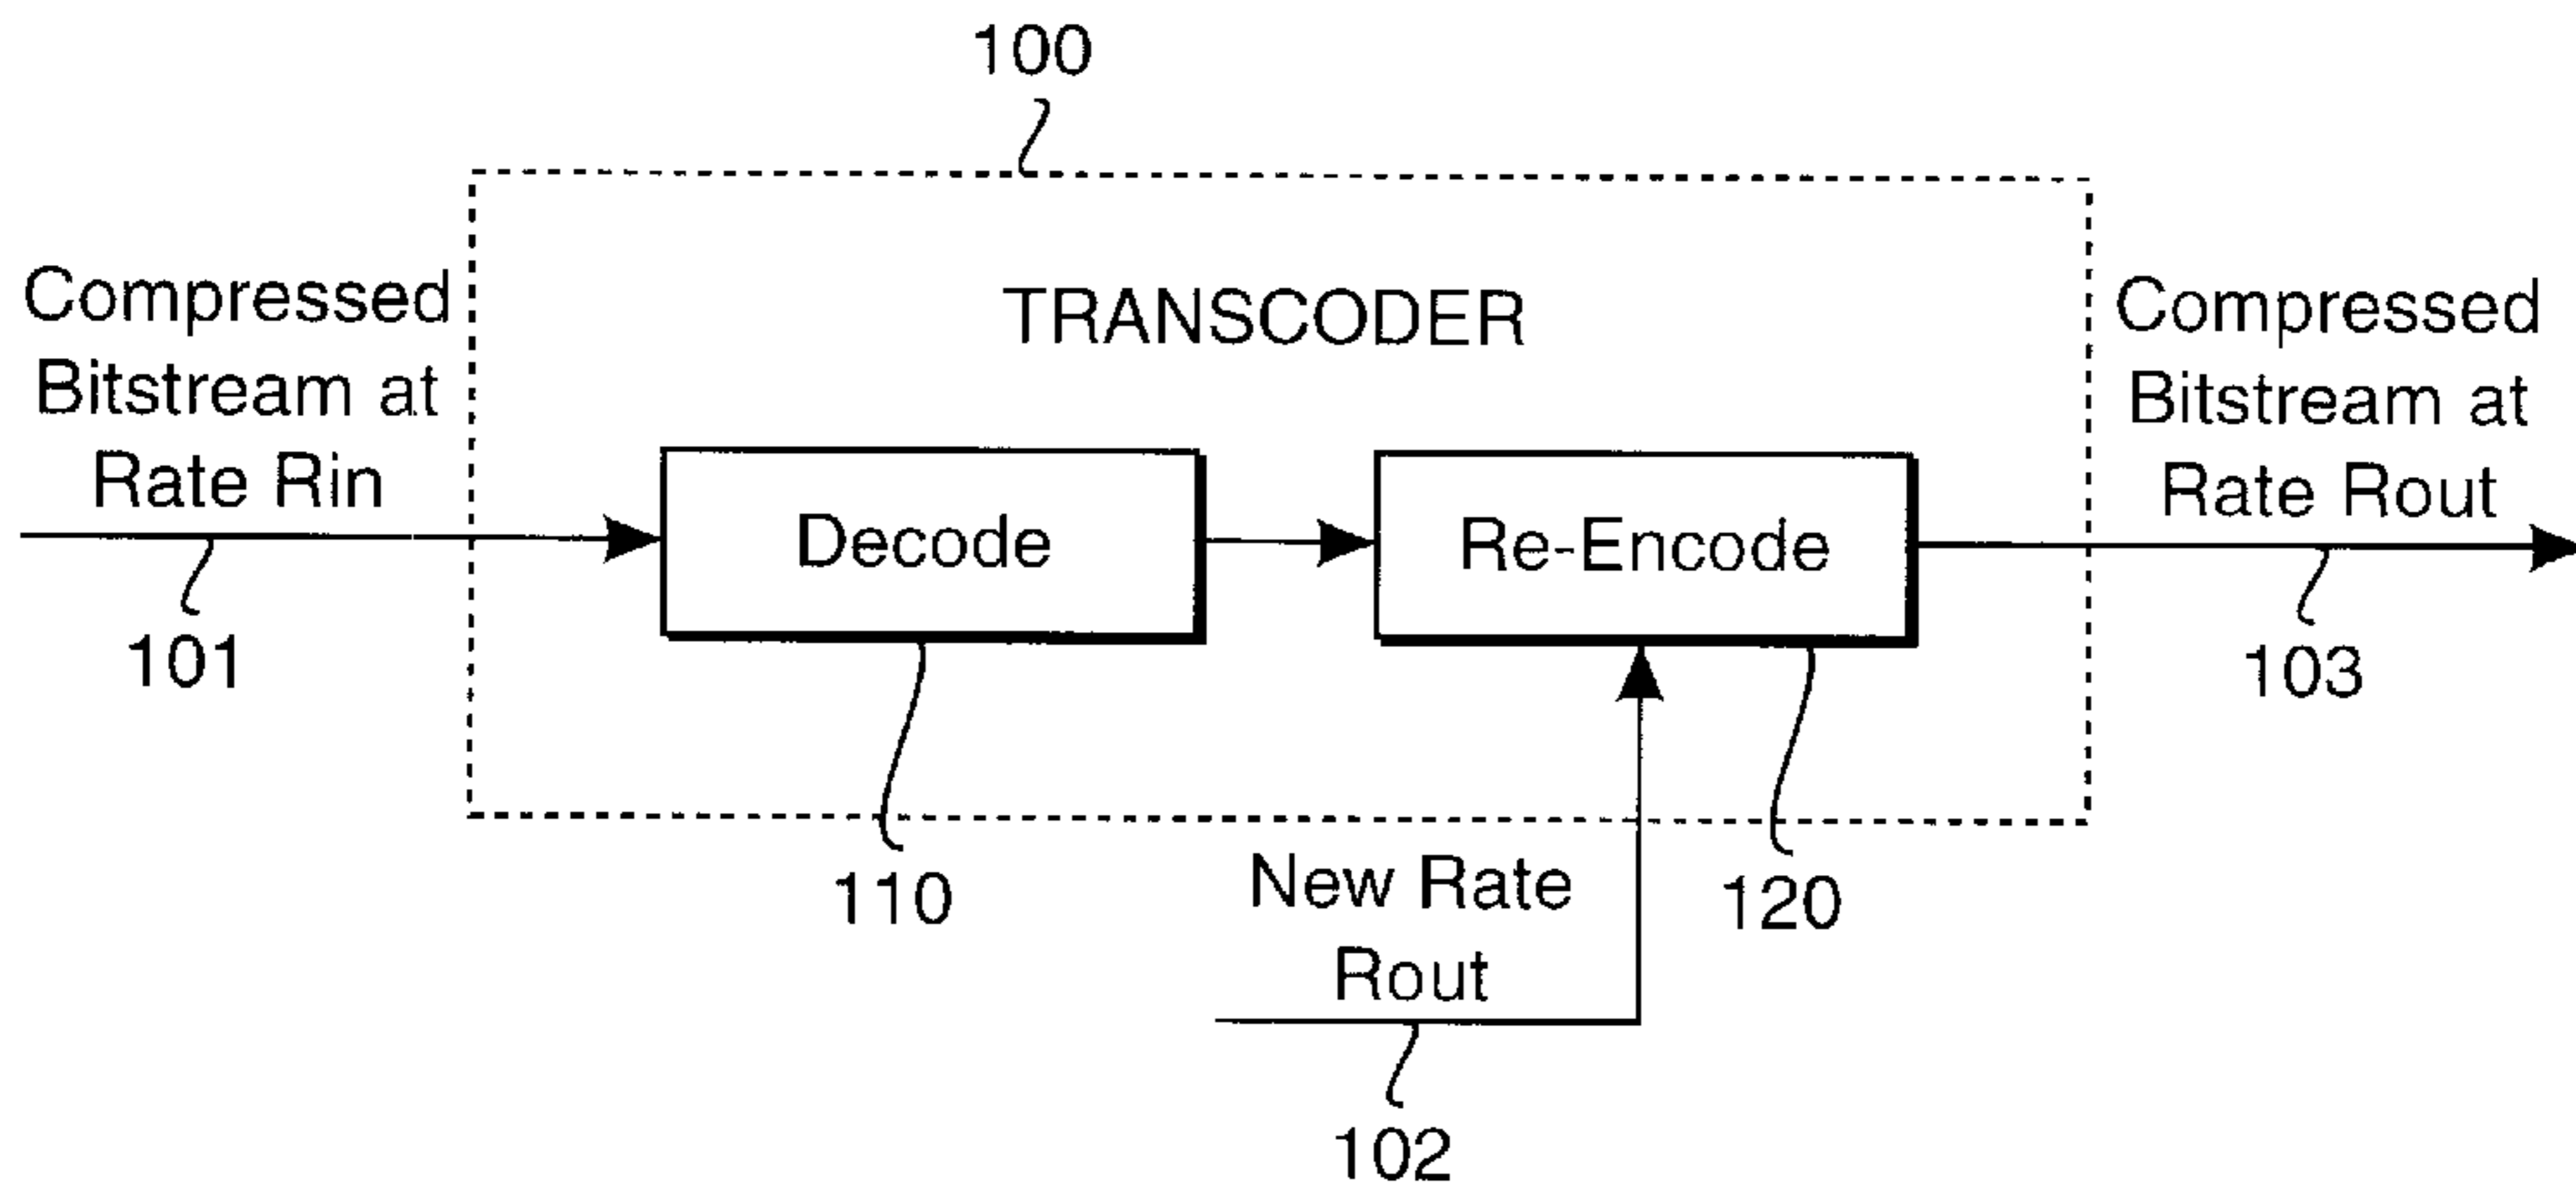 100
Compressed
Bitstream at
Rate Rin
TRANSCODER
Compressed
Bitstream at
Rate Rout
Decode
Re-Encode
101
103
110
New Rate
Rout
120
102